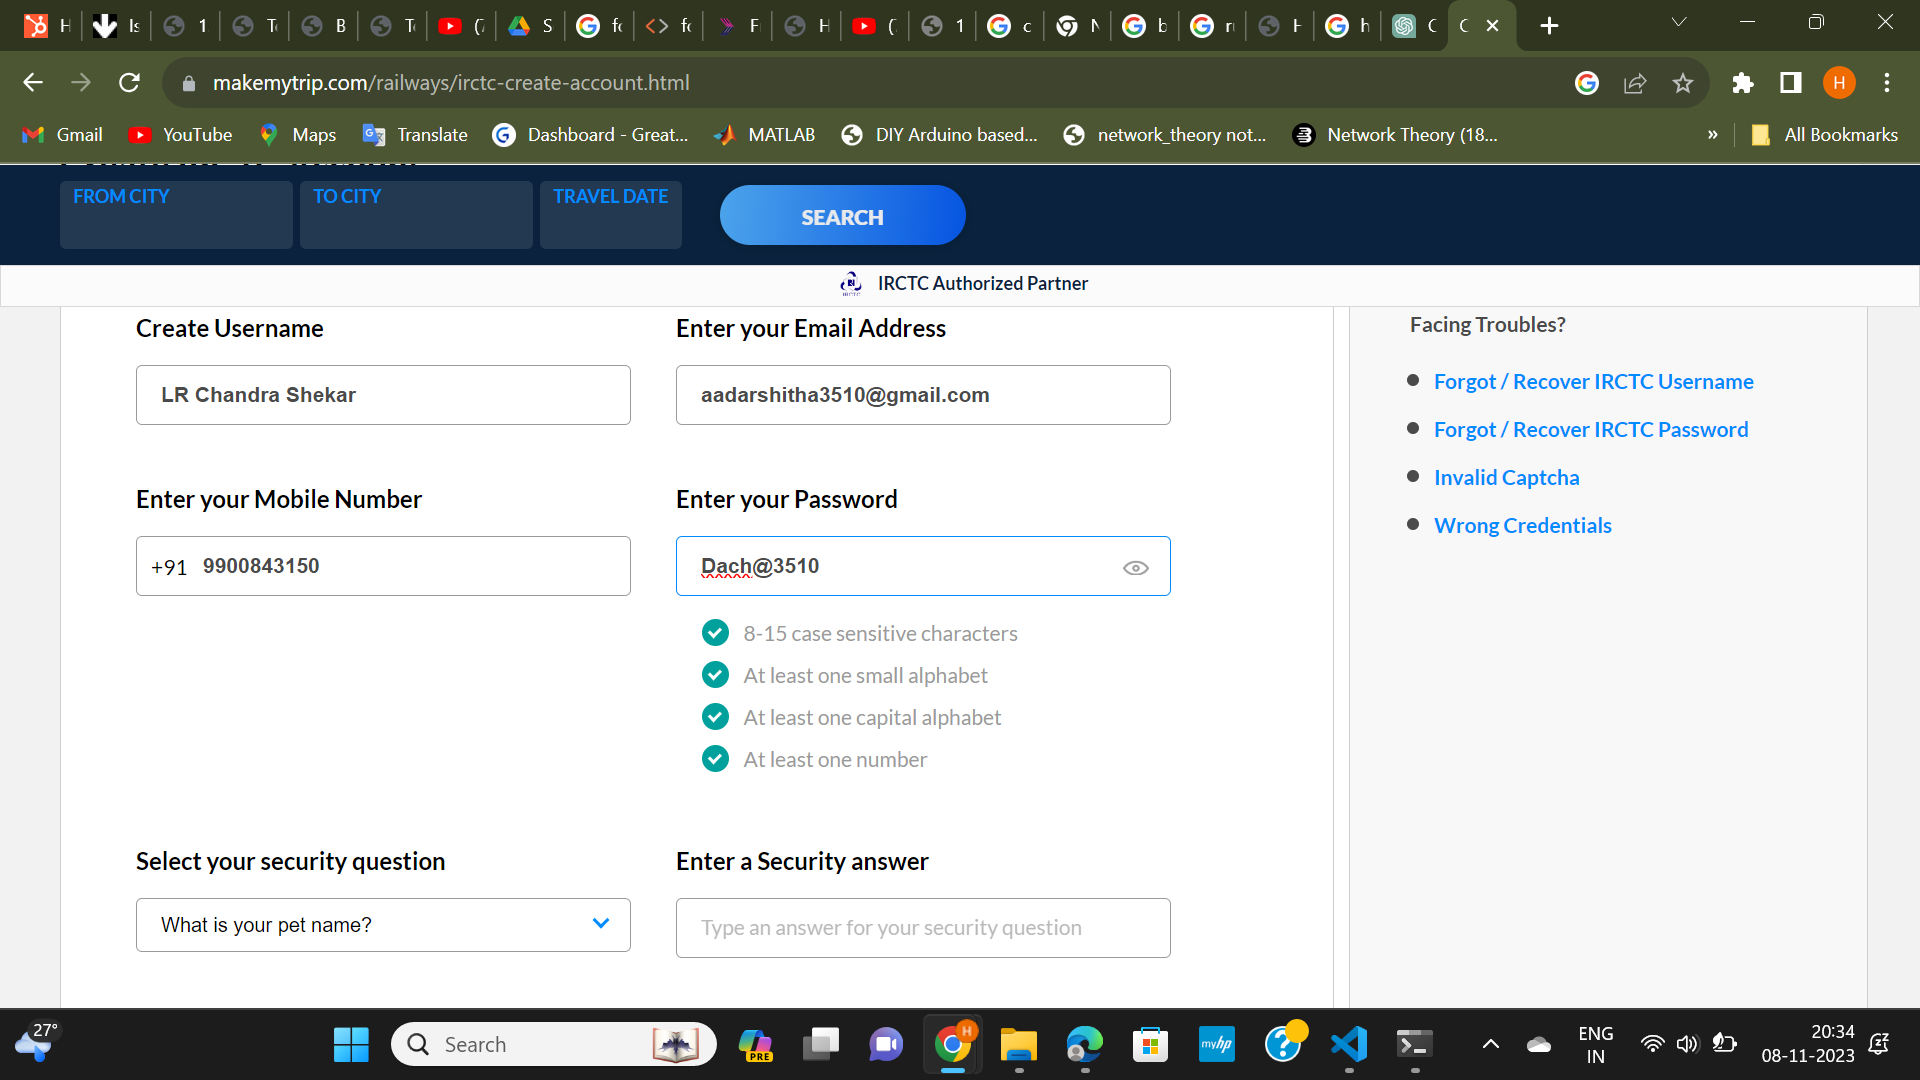 makemytrip.com/railways/irctc-create-account.html
H
Gmail YouTube Maps Translate Dashboard - Great... MATLAB DIY Arduino based... network_theory not... Network Theory (18... » All Bookmarks
FROM CITY TO CITY TRAVEL DATE SEARCH
IRCTC Authorized Partner
Create Username
LR Chandra Shekar
Enter your Email Address
aadarshitha3510@gmail.com
Enter your Mobile Number
+91 9900843150
Enter your Password
Dach@3510
8-15 case sensitive characters
At least one small alphabet
At least one capital alphabet
At least one number
Select your security question
What is your pet name?
Enter a Security answer
Type an answer for your security question
Facing Troubles?
Forgot / Recover IRCTC Username
Forgot / Recover IRCTC Password
Invalid Captcha
Wrong Credentials
27°
Search
PRE
H
myhp
ENG
IN
20:34
08-11-2023